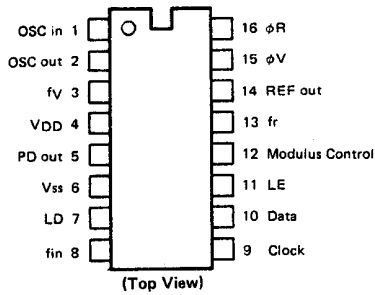 OSC in 1 16 φR
OSC out 2 15 φV
fV 3 14 REF out
VDD 4 13 fr
PD out 5 12 Modulus Control
Vss 6 11 LE
LD 7 10 Data
fin 8 9 Clock
(Top View)